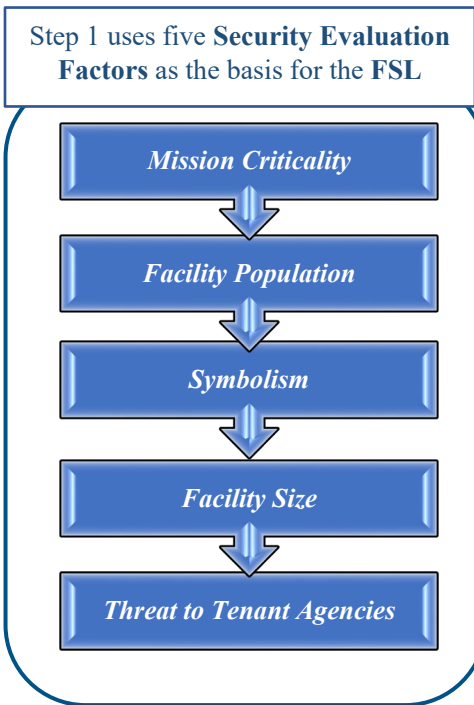 Step 1 uses five Security Evaluation
Factors as the basis for the FSL
Mission Criticality
Facility Population
Symbolism
Facility Size
Threat to Tenant Agencies